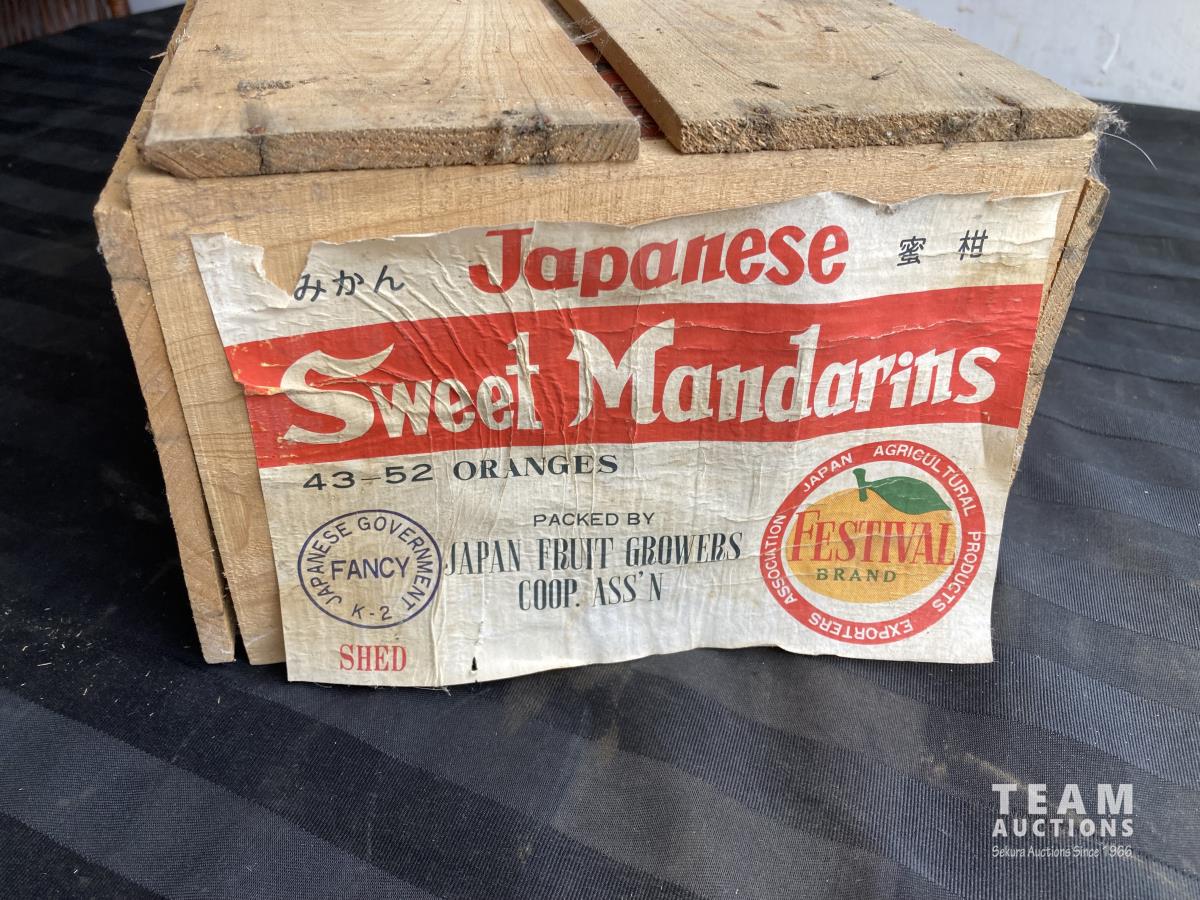 みかん Japanese 蜜柑
Sweet Mandarins
43-52 ORANGES
JAPANESE GOVERNMENT
FANCY
K-2
SHED
PACKED BY
JAPAN FRUIT GROWERS
COOP. ASS'N
JAPAN AGRICULTURAL PRODUCTS EXPORTERS ASSOCIATION
FESTIVAL
BRAND
TEAM
AUCTIONS
Sekura Auctions Since 1966